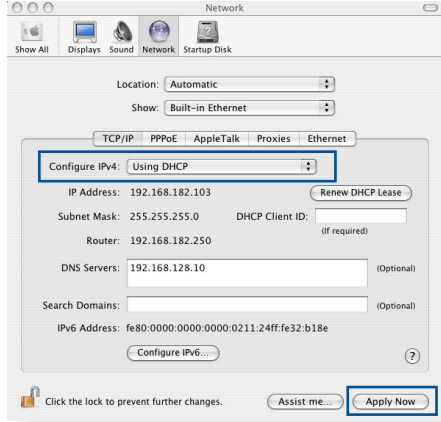 Network
Show All Displays Sound Network Startup Disk
Location: Automatic
Show: Built-in Ethernet
TCP/IP PPPoE AppleTalk Proxies Ethernet
Configure IPv4: Using DHCP
IP Address: 192.168.182.103 Renew DHCP Lease
Subnet Mask: 255.255.255.0 DHCP Client ID:
(If required)
Router: 192.168.182.250
DNS Servers: 192.168.128.10 (Optional)
Search Domains: (Optional)
IPv6 Address: fe80:0000:0000:0000:0211:24ff:fe32:b18e
Configure IPv6... ?
Click the lock to prevent further changes. Assist me... Apply Now